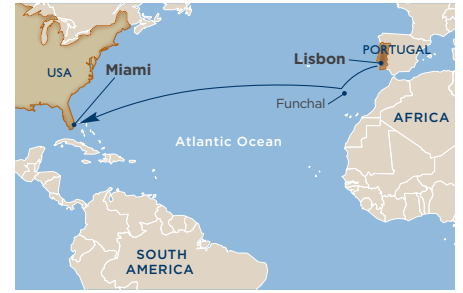 PORTUGAL
Lisbon
USA
Miami
Funchal
AFRICA
Atlantic Ocean
SOUTH
AMERICA